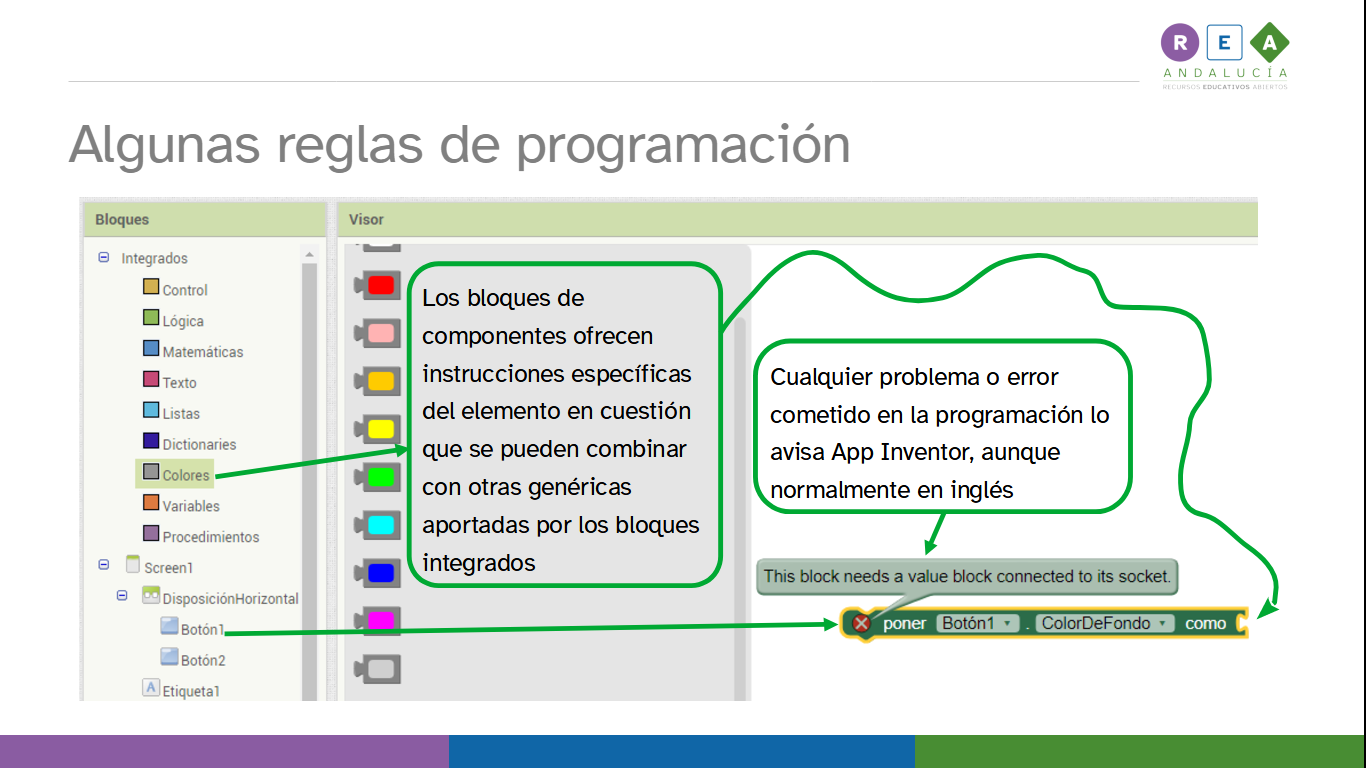 R E A
ANDALUCÍA
RECURSOS EDUCATIVOS ABIERTOS
Algunas reglas de programación
Bloques
Visor
Integrados
Control
Lógica
Matemáticas
Texto
Listas
Dictionaries
Colores
Variables
Procedimientos
Screen1
DisposiciónHorizontal
Botón1
Botón2
A Etiqueta1
Los bloques de
componentes ofrecen
instrucciones específicas
del elemento en cuestión
que se pueden combinar
con otras genéricas
aportadas por los bloques
integrados
Cualquier problema o error
cometido en la programación lo
avisa App Inventor, aunque
normalmente en inglés
This block needs a value block connected to its socket.
poner Botón1 . ColorDeFondo como